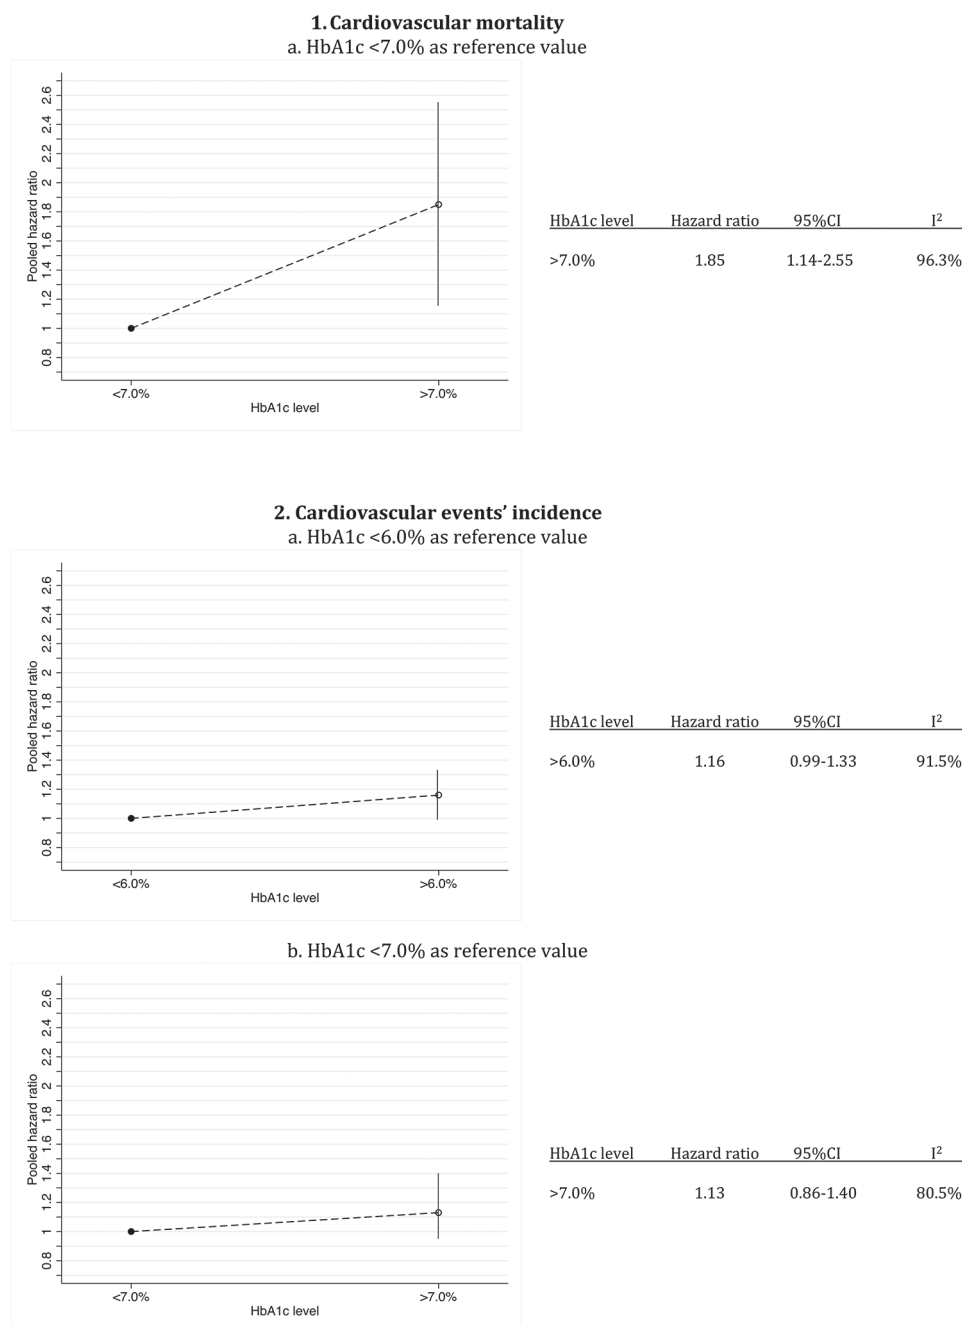 1. Cardiovascular mortality
a. HbA1c <7.0% as reference value
Pooled hazard ratio
0.8 1 1.2 1.4 1.6 1.8 2 2.2 2.4 2.6
<7.0% >7.0%
HbA1c level
HbA1c level Hazard ratio 95%CI I²
>7.0% 1.85 1.14-2.55 96.3%
2. Cardiovascular events’ incidence
a. HbA1c <6.0% as reference value
Pooled hazard ratio
0.8 1 1.2 1.4 1.6 1.8 2 2.2 2.4 2.6
<6.0% >6.0%
HbA1c level
HbA1c level Hazard ratio 95%CI I²
>6.0% 1.16 0.99-1.33 91.5%
b. HbA1c <7.0% as reference value
Pooled hazard ratio
0.8 1 1.2 1.4 1.6 1.8 2 2.2 2.4 2.6
<7.0% >7.0%
HbA1c level
HbA1c level Hazard ratio 95%CI I²
>7.0% 1.13 0.86-1.40 80.5%